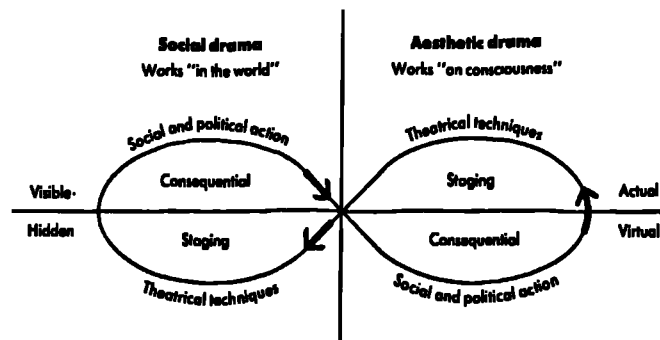 Social drama
Works "in the world"
Aesthetic drama
Works "on consciousness"
Social and political action
Consequential
Theatrical techniques
Staging
Visible
Hidden
Actual
Virtual
Staging
Theatrical techniques
Consequential
Social and political action